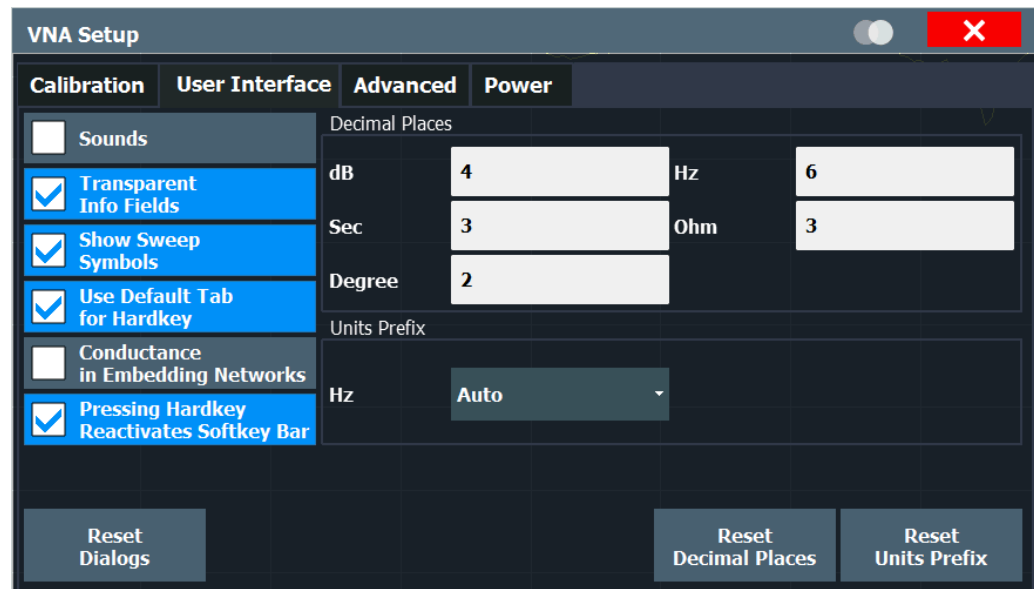 VNA Setup
Calibration User Interface Advanced Power
Sounds
Transparent
Info Fields
Show Sweep
Symbols
Use Default Tab
for Hardkey
Conductance
in Embedding Networks
Pressing Hardkey
Reactivates Softkey Bar
Decimal Places
dB 4 Hz 6
Sec 3 Ohm 3
Degree 2
Units Prefix
Hz Auto
Reset
Dialogs
Reset
Decimal Places
Reset
Units Prefix